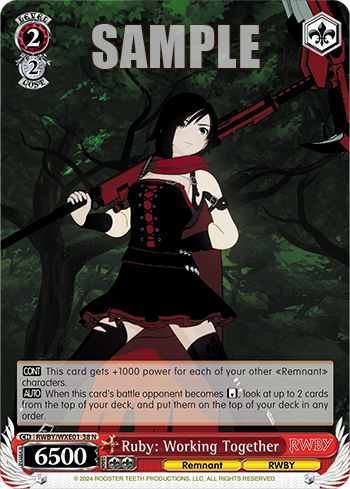 LEVEL
2
2
COST
SAMPLE
CONT This card gets +1000 power for each of your other «Remnant»
characters.
AUTO When this card's battle opponent becomes [ ], look at up to 2 cards
from the top of your deck, and put them on the top of your deck in any
order.
RWBY/WXE01-38 N
POWER
6500
Ruby: Working Together
RWBY
Remnant
RWBY
© 2024 ROOSTER TEETH PRODUCTIONS, LLC, ALL RIGHTS RESERVED.